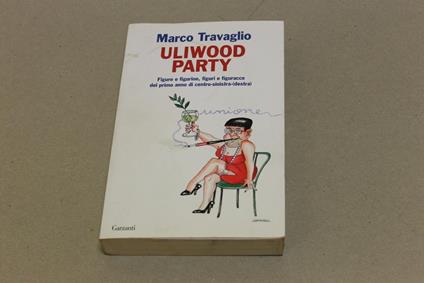 Marco Travaglio
ULIWOOD
PARTY
Figure e figurine, figuri e figuracce
del primo anno di centro-sinistra-(destra)
unione
Garzanti